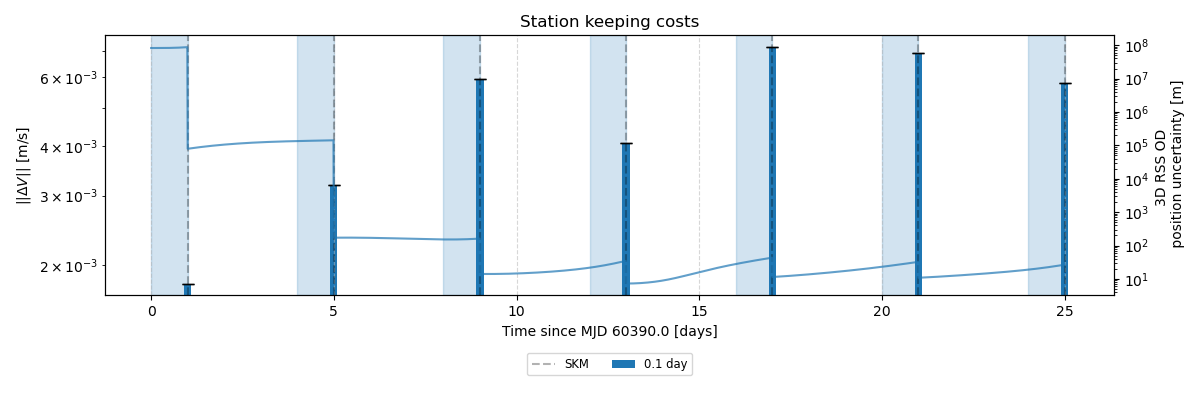 Station keeping costs
||ΔV|| [m/s]
6 × 10⁻³
4 × 10⁻³
3 × 10⁻³
2 × 10⁻³
10⁸
10⁷
10⁶
10⁵
10⁴
10³
10²
10¹
3D RSS OD
position uncertainty [m]
0 5 10 15 20 25
Time since MJD 60390.0 [days]
SKM 0.1 day